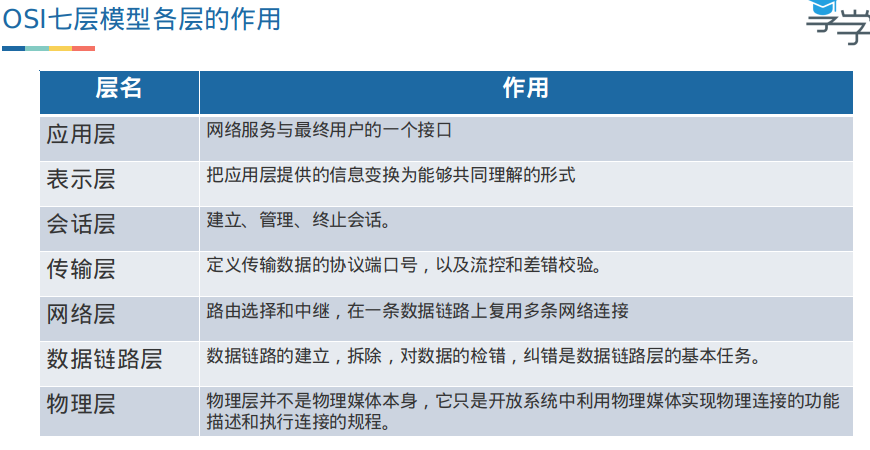 OSI七层模型各层的作用
学学
层名 作用
应用层 网络服务与最终用户的一个接口
表示层 把应用层提供的信息变换为能够共同理解的形式
会话层 建立、管理、终止会话。
传输层 定义传输数据的协议端口号，以及流控和差错校验。
网络层 路由选择和中继，在一条数据链路上复用多条网络连接
数据链路层 数据链路的建立，拆除，对数据的检错，纠错是数据链路层的基本任务。
物理层 物理层并不是物理媒体本身，它只是开放系统中利用物理媒体实现物理连接的功能
描述和执行连接的规程。